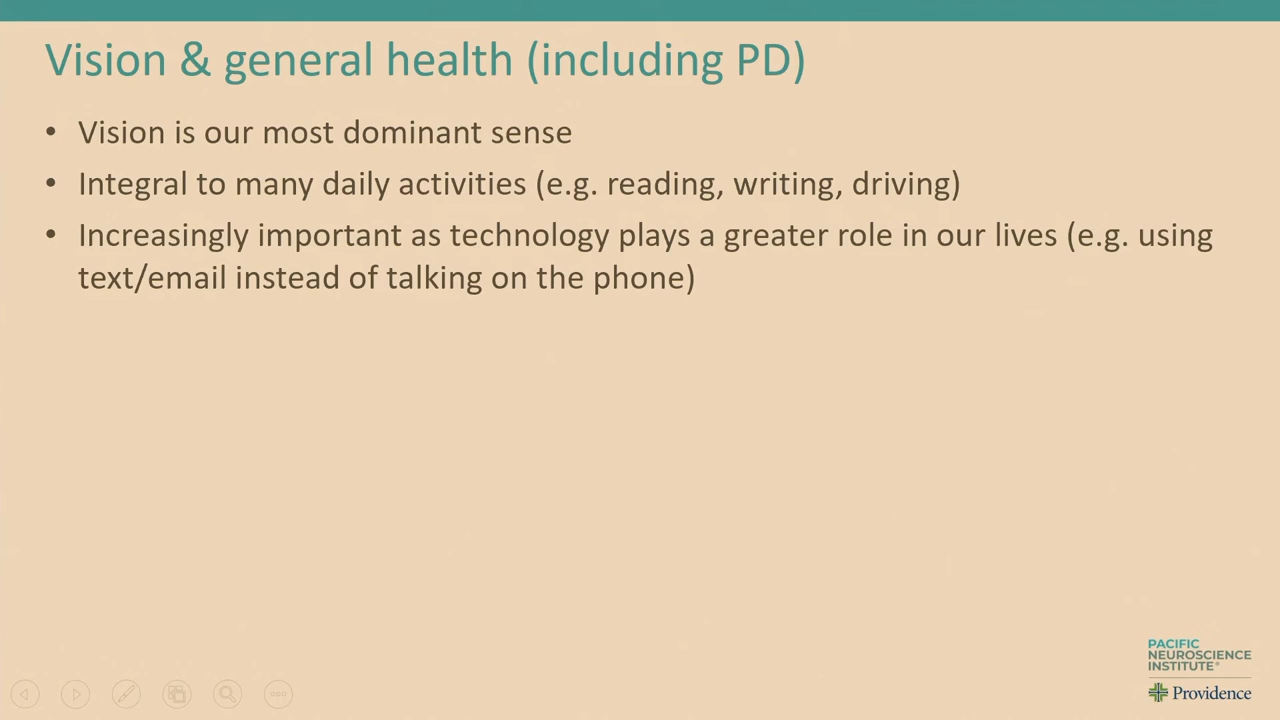 Vision & general health (including PD)
• Vision is our most dominant sense
• Integral to many daily activities (e.g. reading, writing, driving)
• Increasingly important as technology plays a greater role in our lives (e.g. using
text/email instead of talking on the phone)
PACIFIC
NEUROSCIENCE
INSTITUTE®
Providence